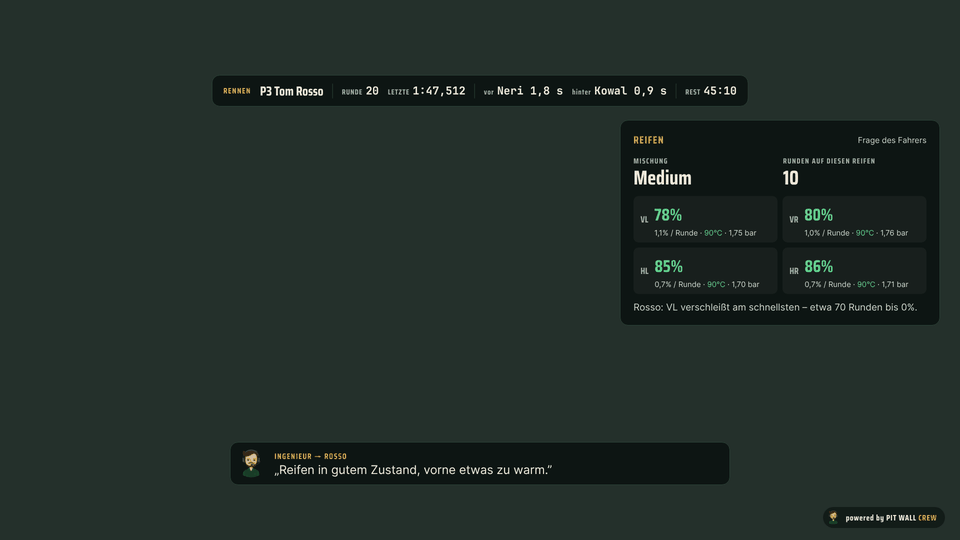 RENNEN P3 Tom Rosso RUNDE 20 LETZTE 1:47,512 vor Neri 1,8 s hinter Kowal 0,9 s REST 45:10
REIFEN Frage des Fahrers
MISCHUNG RUNDEN AUF DIESEN REIFEN
Medium 10
VL 78% VR 80%
1,1% / Runde · 90°C · 1,75 bar 1,0% / Runde · 90°C · 1,76 bar
HL 85% HR 86%
0,7% / Runde · 90°C · 1,70 bar 0,7% / Runde · 90°C · 1,71 bar
Rosso: VL verschleißt am schnellsten – etwa 70 Runden bis 0%.
INGENIEUR → ROSSO
„Reifen in gutem Zustand, vorne etwas zu warm.”
powered by PIT WALL CREW